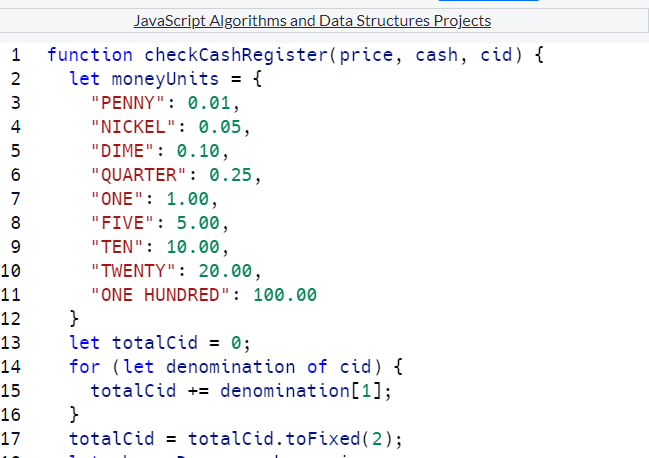 JavaScript Algorithms and Data Structures Projects
1 function checkCashRegister(price, cash, cid) {
2   let moneyUnits = {
3     "PENNY": 0.01,
4     "NICKEL": 0.05,
5     "DIME": 0.10,
6     "QUARTER": 0.25,
7     "ONE": 1.00,
8     "FIVE": 5.00,
9     "TEN": 10.00,
10     "TWENTY": 20.00,
11     "ONE HUNDRED": 100.00
12   }
13   let totalCid = 0;
14   for (let denomination of cid) {
15     totalCid += denomination[1];
16   }
17   totalCid = totalCid.toFixed(2);